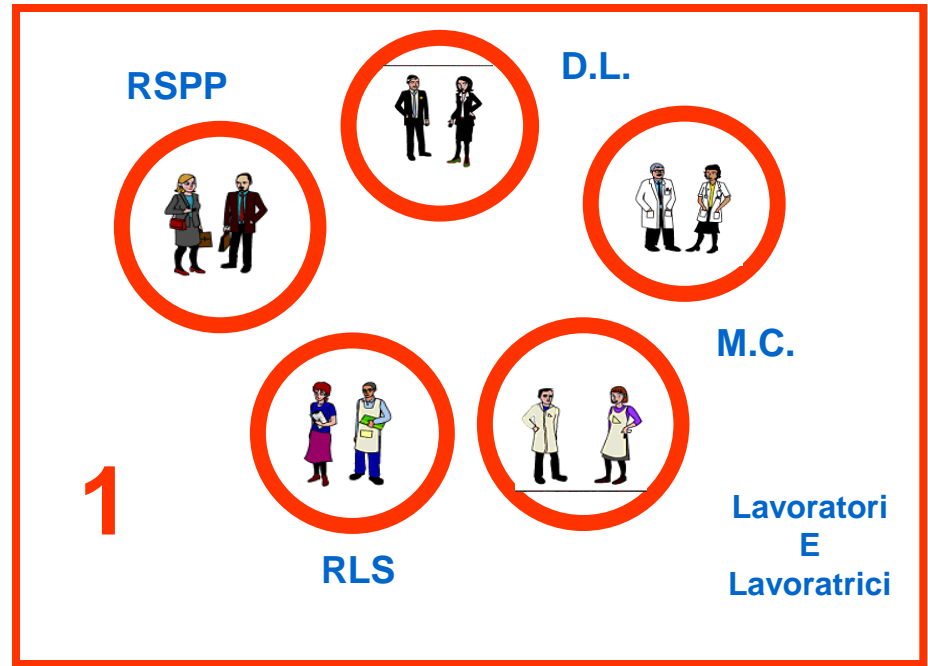 RSPP
D.L.
M.C.
1
RLS
Lavoratori
E
Lavoratrici